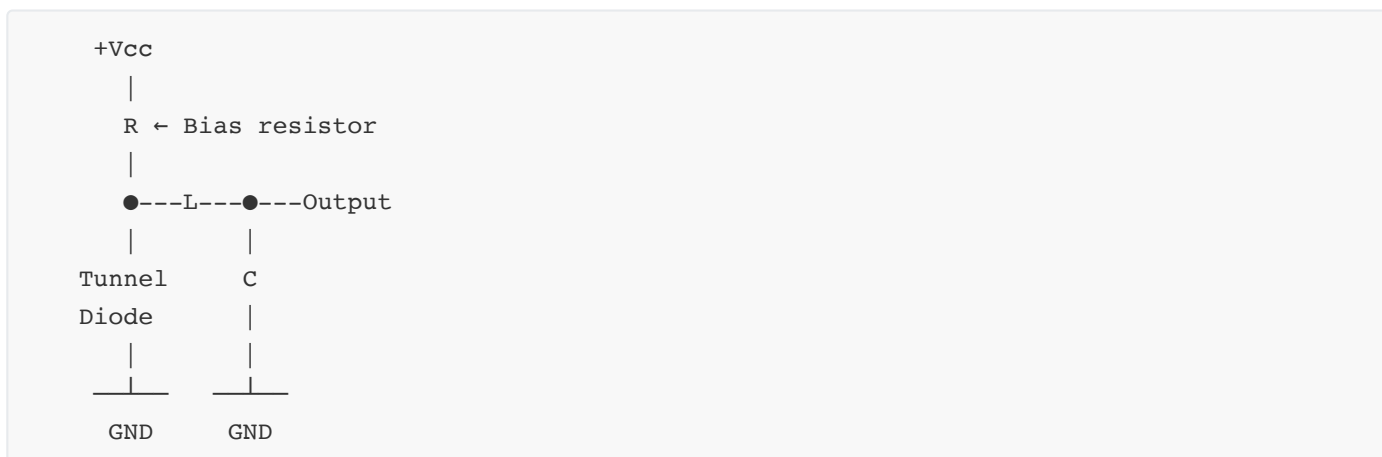 +Vcc
|
R ← Bias resistor
|
●---L---●---Output
| |
Tunnel C
Diode |
| |
───┴─── ───┴───
GND GND